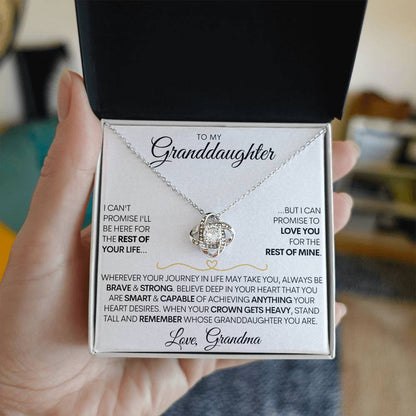 TO MY
Granddaughter
I CAN'T
PROMISE I'LL
BE HERE FOR
THE REST OF
YOUR LIFE...
...BUT I CAN
PROMISE TO
LOVE YOU
FOR THE
REST OF MINE.
WHEREVER YOUR JOURNEY IN LIFE MAY TAKE YOU, ALWAYS BE
BRAVE & STRONG. BELIEVE DEEP IN YOUR HEART THAT YOU
ARE SMART & CAPABLE OF ACHIEVING ANYTHING YOUR
HEART DESIRES. WHEN YOUR CROWN GETS HEAVY, STAND
TALL AND REMEMBER WHOSE GRANDDAUGHTER YOU ARE.
Love, Grandma